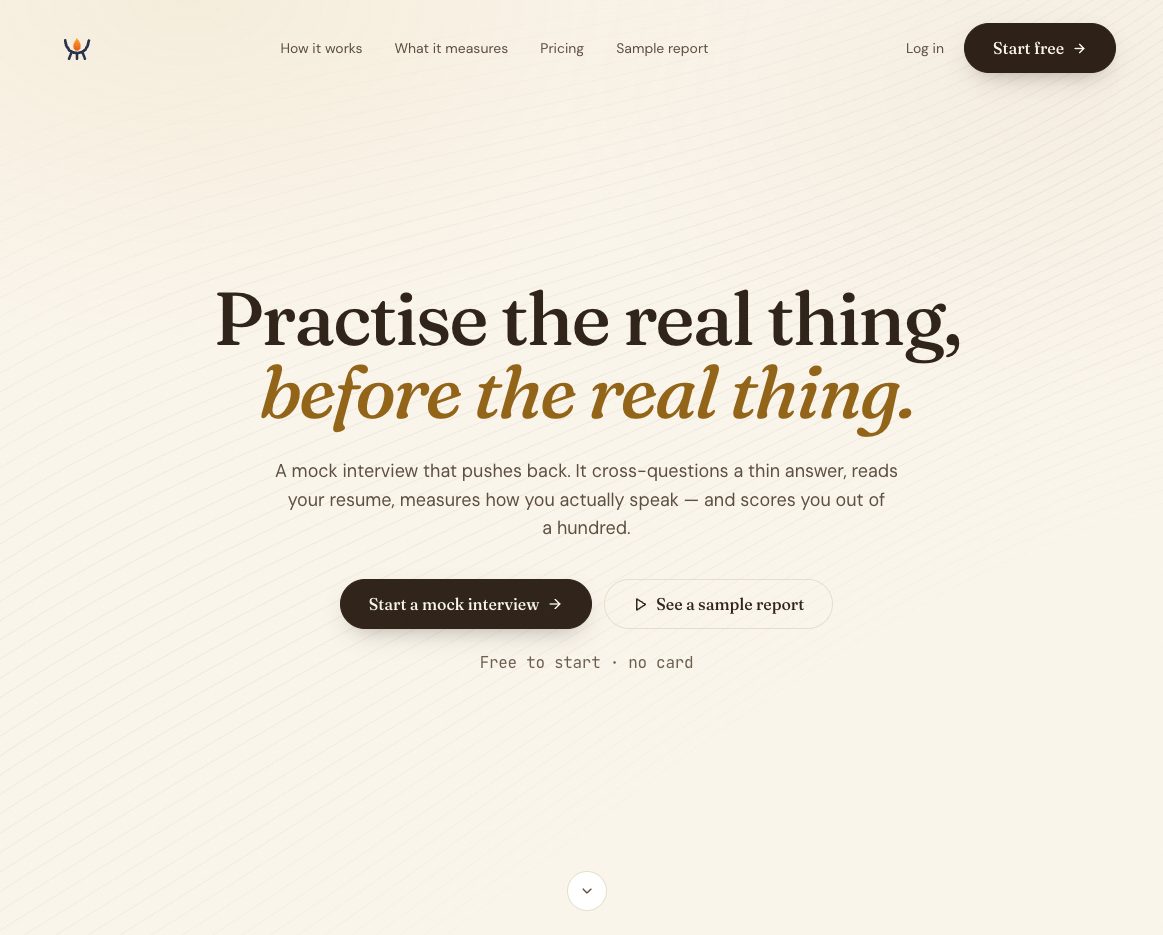 How it works
What it measures
Pricing
Sample report
Log in
Start free
Practise the real thing,
before the real thing.
A mock interview that pushes back. It cross-questions a thin answer, reads
your resume, measures how you actually speak — and scores you out of
a hundred.
Start a mock interview
See a sample report
Free to start · no card